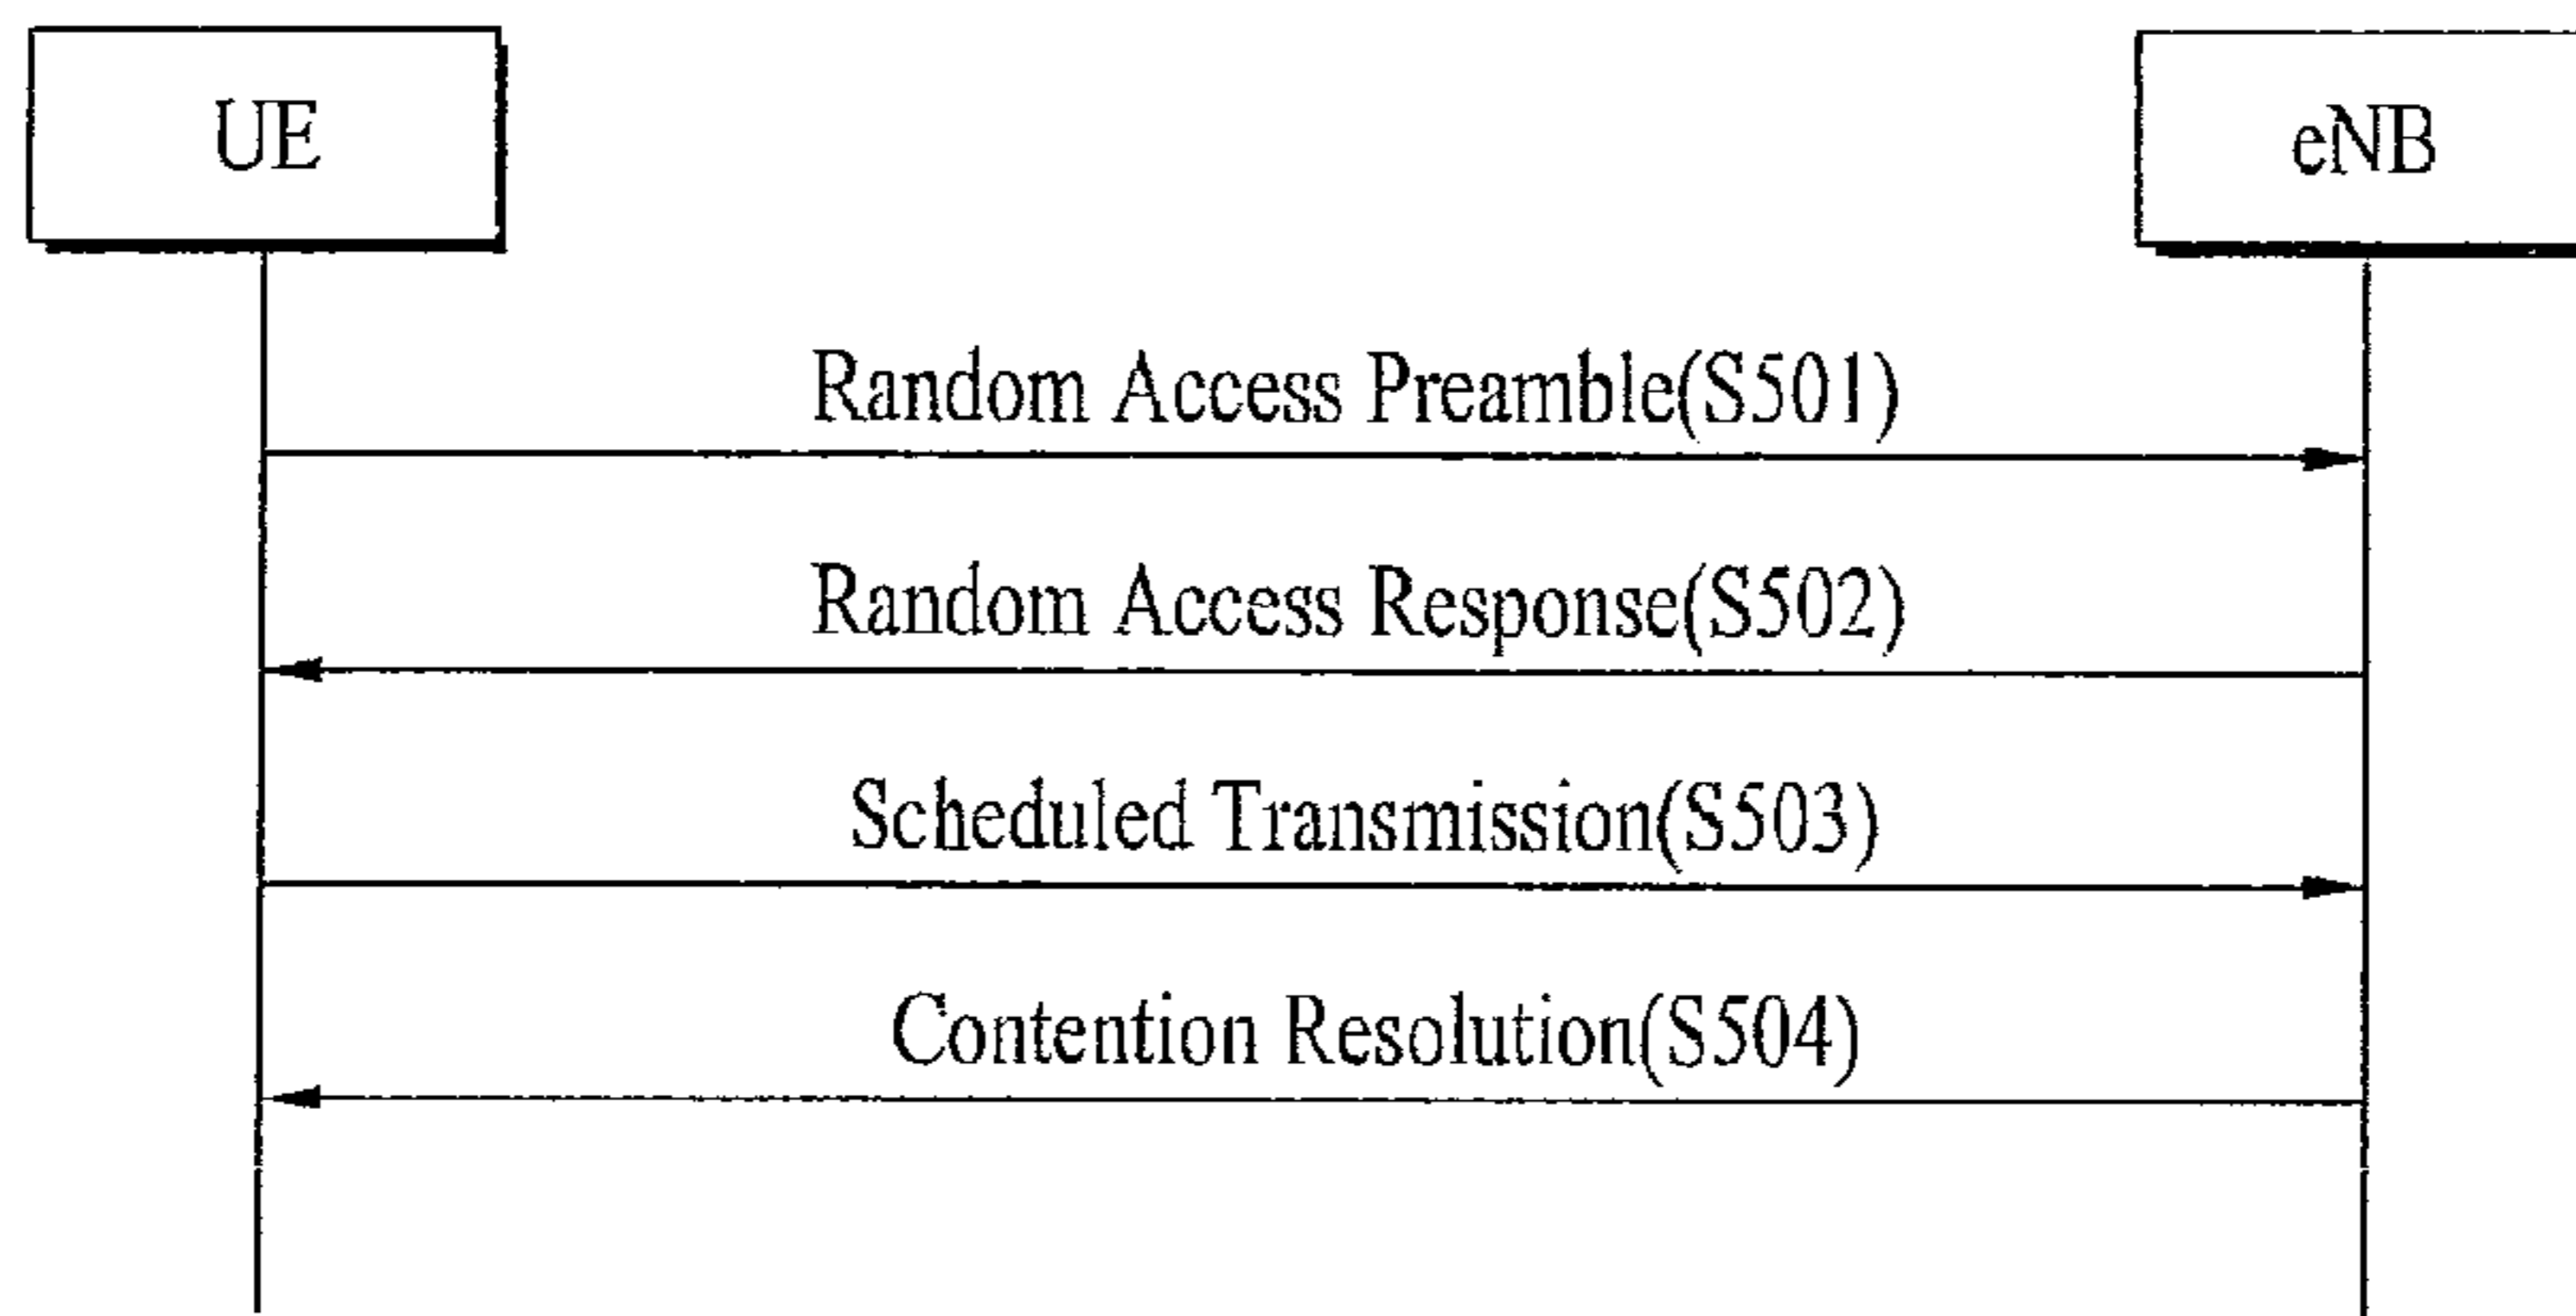 UE
eNB
Random Access Preamble(S501)
Random Access Response(S502)
Scheduled Transmission(S503)
Contention Resolution(S504)